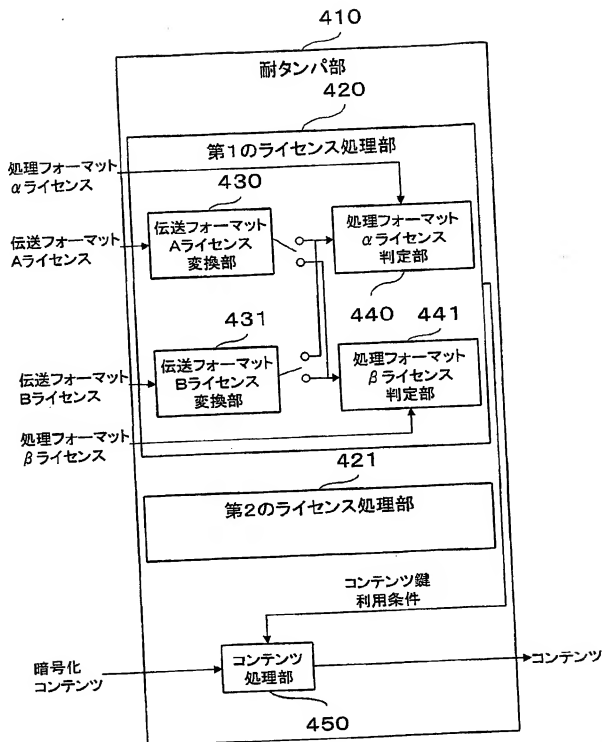 410
耐タンパ部
420
第1のライセンス処理部
処理フォーマット
αライセンス
430
伝送フォーマット
Aライセンス
伝送フォーマット
Aライセンス
変換部
処理フォーマット
αライセンス
判定部
440
441
431
伝送フォーマット
Bライセンス
伝送フォーマット
Bライセンス
変換部
処理フォーマット
βライセンス
判定部
処理フォーマット
βライセンス
421
第2のライセンス処理部
コンテンツ鍵
利用条件
暗号化
コンテンツ
コンテンツ
処理部
コンテンツ
450